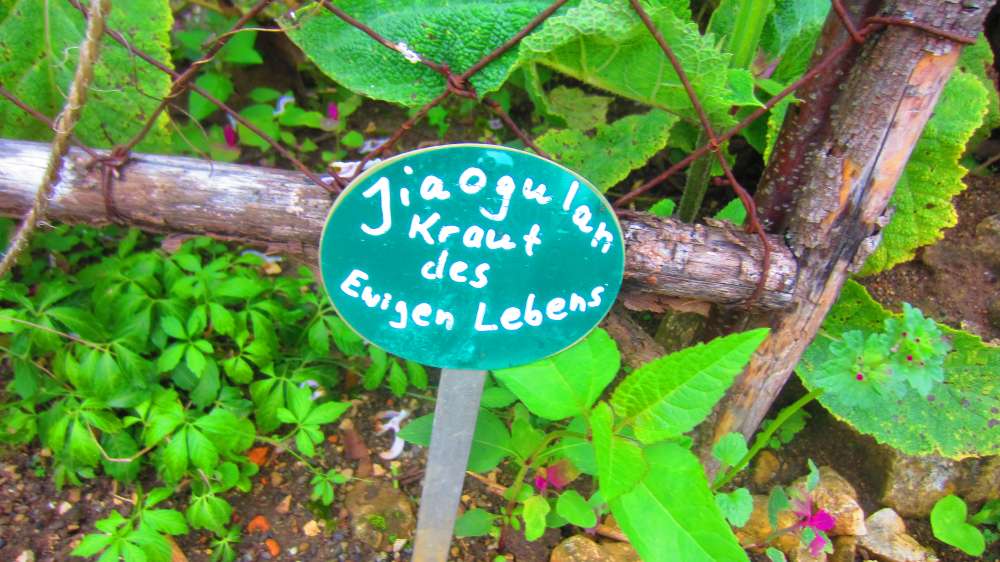 Jiaogulan
Kraut
des
Ewigen Lebens